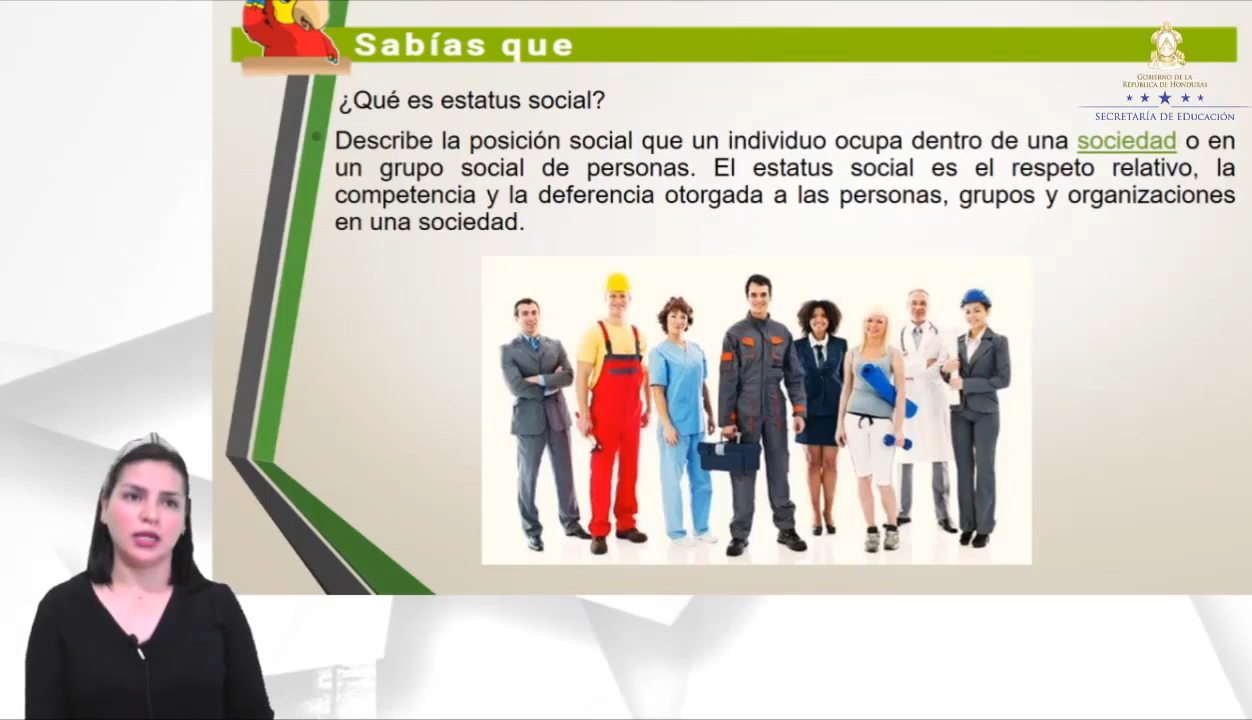 Sabías que
GOBIERNO DE LA
REPÚBLICA DE HONDURAS
SECRETARÍA DE EDUCACIÓN
¿Qué es estatus social?
Describe la posición social que un individuo ocupa dentro de una sociedad o en
un grupo social de personas. El estatus social es el respeto relativo, la
competencia y la deferencia otorgada a las personas, grupos y organizaciones
en una sociedad.